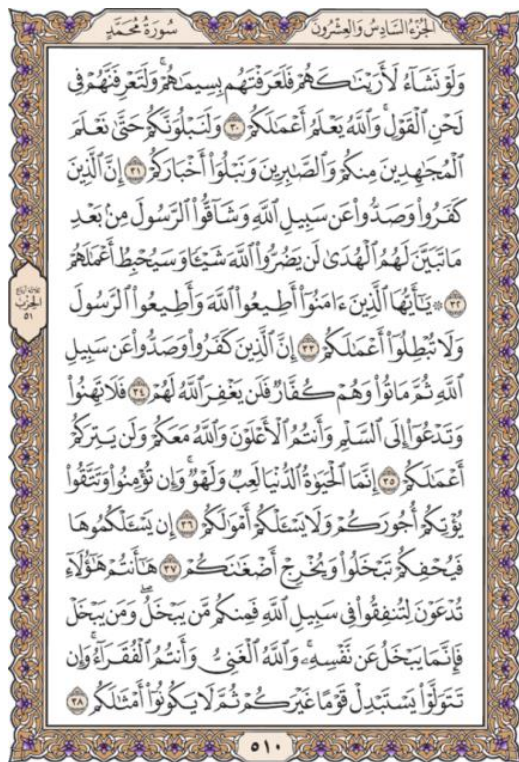 الجزء السادس والعشرون
سورة محمد
وَلَوْ نَشَآءُ لَأَرَيْنَٰكَهُمْ فَلَعَرَفْتَهُم بِسِيمَٰهُمْ ۚ وَلَتَعْرِفَنَّهُمْ فِى
لَحْنِ ٱلْقَوْلِ ۚ وَٱللَّهُ يَعْلَمُ أَعْمَٰلَكُمْ ٣٠ وَلَنَبْلُوَنَّكُمْ حَتَّىٰ نَعْلَمَ
ٱلْمُجَٰهِدِينَ مِنكُمْ وَٱلصَّٰبِرِينَ وَنَبْلُوَا۟ أَخْبَارَكُمْ ٣١ إِنَّ ٱلَّذِينَ
كَفَرُوا۟ وَصَدُّوا۟ عَن سَبِيلِ ٱللَّهِ وَشَآقُّوا۟ ٱلرَّسُولَ مِنۢ بَعْدِ
مَا تَبَيَّنَ لَهُمُ ٱلْهُدَىٰ لَن يَضُرُّوا۟ ٱللَّهَ شَيْـًٔا وَسَيُحْبِطُ أَعْمَٰلَهُمْ
٣٢ ۞ يَٰٓأَيُّهَا ٱلَّذِينَ ءَامَنُوٓا۟ أَطِيعُوا۟ ٱللَّهَ وَأَطِيعُوا۟ ٱلرَّسُولَ
وَلَا تُبْطِلُوٓا۟ أَعْمَٰلَكُمْ ٣٣ إِنَّ ٱلَّذِينَ كَفَرُوا۟ وَصَدُّوا۟ عَن سَبِيلِ
ٱللَّهِ ثُمَّ مَاتُوا۟ وَهُمْ كُفَّارٌ فَلَن يَغْفِرَ ٱللَّهُ لَهُمْ ٣٤ فَلَا تَهِنُوا۟
وَتَدْعُوٓا۟ إِلَى ٱلسَّلْمِ وَأَنتُمُ ٱلْأَعْلَوْنَ وَٱللَّهُ مَعَكُمْ وَلَن يَتِرَكُمْ
أَعْمَٰلَكُمْ ٣٥ إِنَّمَا ٱلْحَيَوٰةُ ٱلدُّنْيَا لَعِبٌ وَلَهْوٌ ۚ وَإِن تُؤْمِنُوا۟ وَتَتَّقُوا۟
يُؤْتِكُمْ أُجُورَكُمْ وَلَا يَسْـَٔلْكُمْ أَمْوَٰلَكُمْ ٣٦ إِن يَسْـَٔلْكُمُوهَا
فَيُحْفِكُمْ تَبْخَلُوا۟ وَيُخْرِجْ أَضْغَٰنَكُمْ ٣٧ هَٰٓأَنتُمْ هَٰٓؤُلَآءِ
تُدْعَوْنَ لِتُنفِقُوا۟ فِى سَبِيلِ ٱللَّهِ فَمِنكُم مَّن يَبْخَلُ ۖ وَمَن يَبْخَلْ
فَإِنَّمَا يَبْخَلُ عَن نَّفْسِهِۦ ۚ وَٱللَّهُ ٱلْغَنِىُّ وَأَنتُمُ ٱلْفُقَرَآءُ ۚ وَإِن
تَتَوَلَّوْا۟ يَسْتَبْدِلْ قَوْمًا غَيْرَكُمْ ثُمَّ لَا يَكُونُوٓا۟ أَمْثَٰلَكُم ٣٨
الحزب
٥١
٥١٠